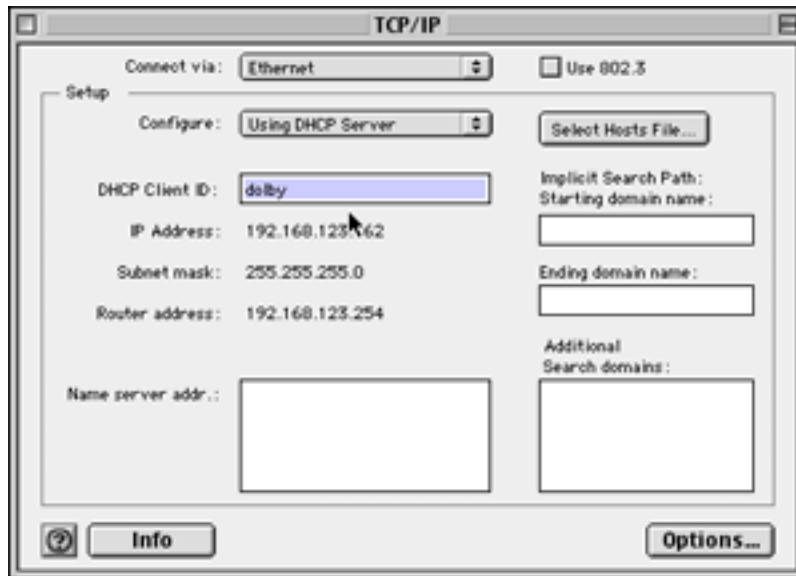 TCP/IP
Connect via: Ethernet
Use 802.3
Setup
Configure: Using DHCP Server
Select Hosts File...
DHCP Client ID: dolby
Implicit Search Path:
Starting domain name:
IP Address:
Subnet mask: 255.255.255.0
Ending domain name:
Router address: 192.168.123.254
Additional
Search domains:
Name server addr.:
Info
Options...